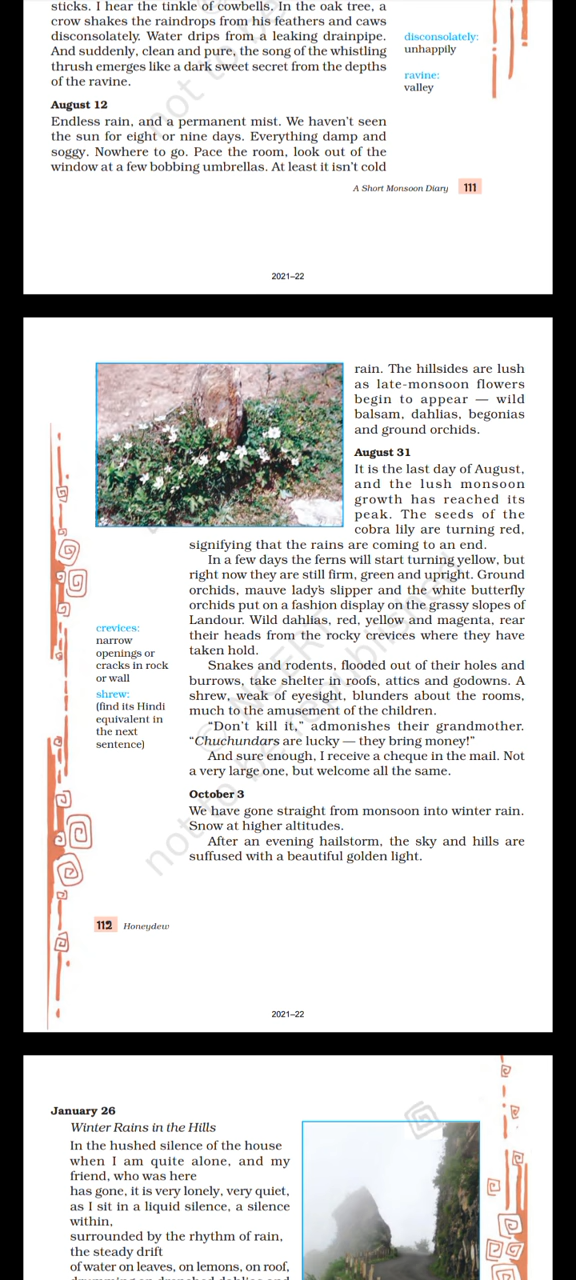 sticks. I hear the tinkle of cowbells. In the oak tree, a
crow shakes the raindrops from his feathers and caws
disconsolately. Water drips from a leaking drainpipe.
And suddenly, clean and pure, the song of the whistling
thrush emerges like a dark sweet secret from the depths
of the ravine.
disconsolately:
unhappily
ravine:
valley
August 12
Endless rain, and a permanent mist. We haven't seen
the sun for eight or nine days. Everything damp and
soggy. Nowhere to go. Pace the room, look out of the
window at a few bobbing umbrellas. At least it isn't cold
A Short Monsoon Diary 111
2021–22
rain. The hillsides are lush
as late-monsoon flowers
begin to appear — wild
balsam, dahlias, begonias
and ground orchids.
August 31
It is the last day of August,
and the lush monsoon
growth has reached its
peak. The seeds of the
cobra lily are turning red,
signifying that the rains are coming to an end.
In a few days the ferns will start turning yellow, but
right now they are still firm, green and upright. Ground
orchids, mauve lady's slipper and the white butterfly
orchids put on a fashion display on the grassy slopes of
Landour. Wild dahlias, red, yellow and magenta, rear
their heads from the rocky crevices where they have
taken hold.
crevices:
narrow
openings or
cracks in rock
or wall
shrew:
(find its Hindi
equivalent in
the next
sentence)
Snakes and rodents, flooded out of their holes and
burrows, take shelter in roofs, attics and godowns. A
shrew, weak of eyesight, blunders about the rooms,
much to the amusement of the children.
"Don't kill it," admonishes their grandmother.
"Chuchundars are lucky — they bring money!"
And sure enough, I receive a cheque in the mail. Not
a very large one, but welcome all the same.
October 3
We have gone straight from monsoon into winter rain.
Snow at higher altitudes.
After an evening hailstorm, the sky and hills are
suffused with a beautiful golden light.
112 Honeydew
2021–22
January 26
Winter Rains in the Hills
In the hushed silence of the house
when I am quite alone, and my
friend, who was here
has gone, it is very lonely, very quiet,
as I sit in a liquid silence, a silence
within,
surrounded by the rhythm of rain,
the steady drift
of water on leaves, on lemons, on roof,
drumming on drenched dahlias and
not to be republished